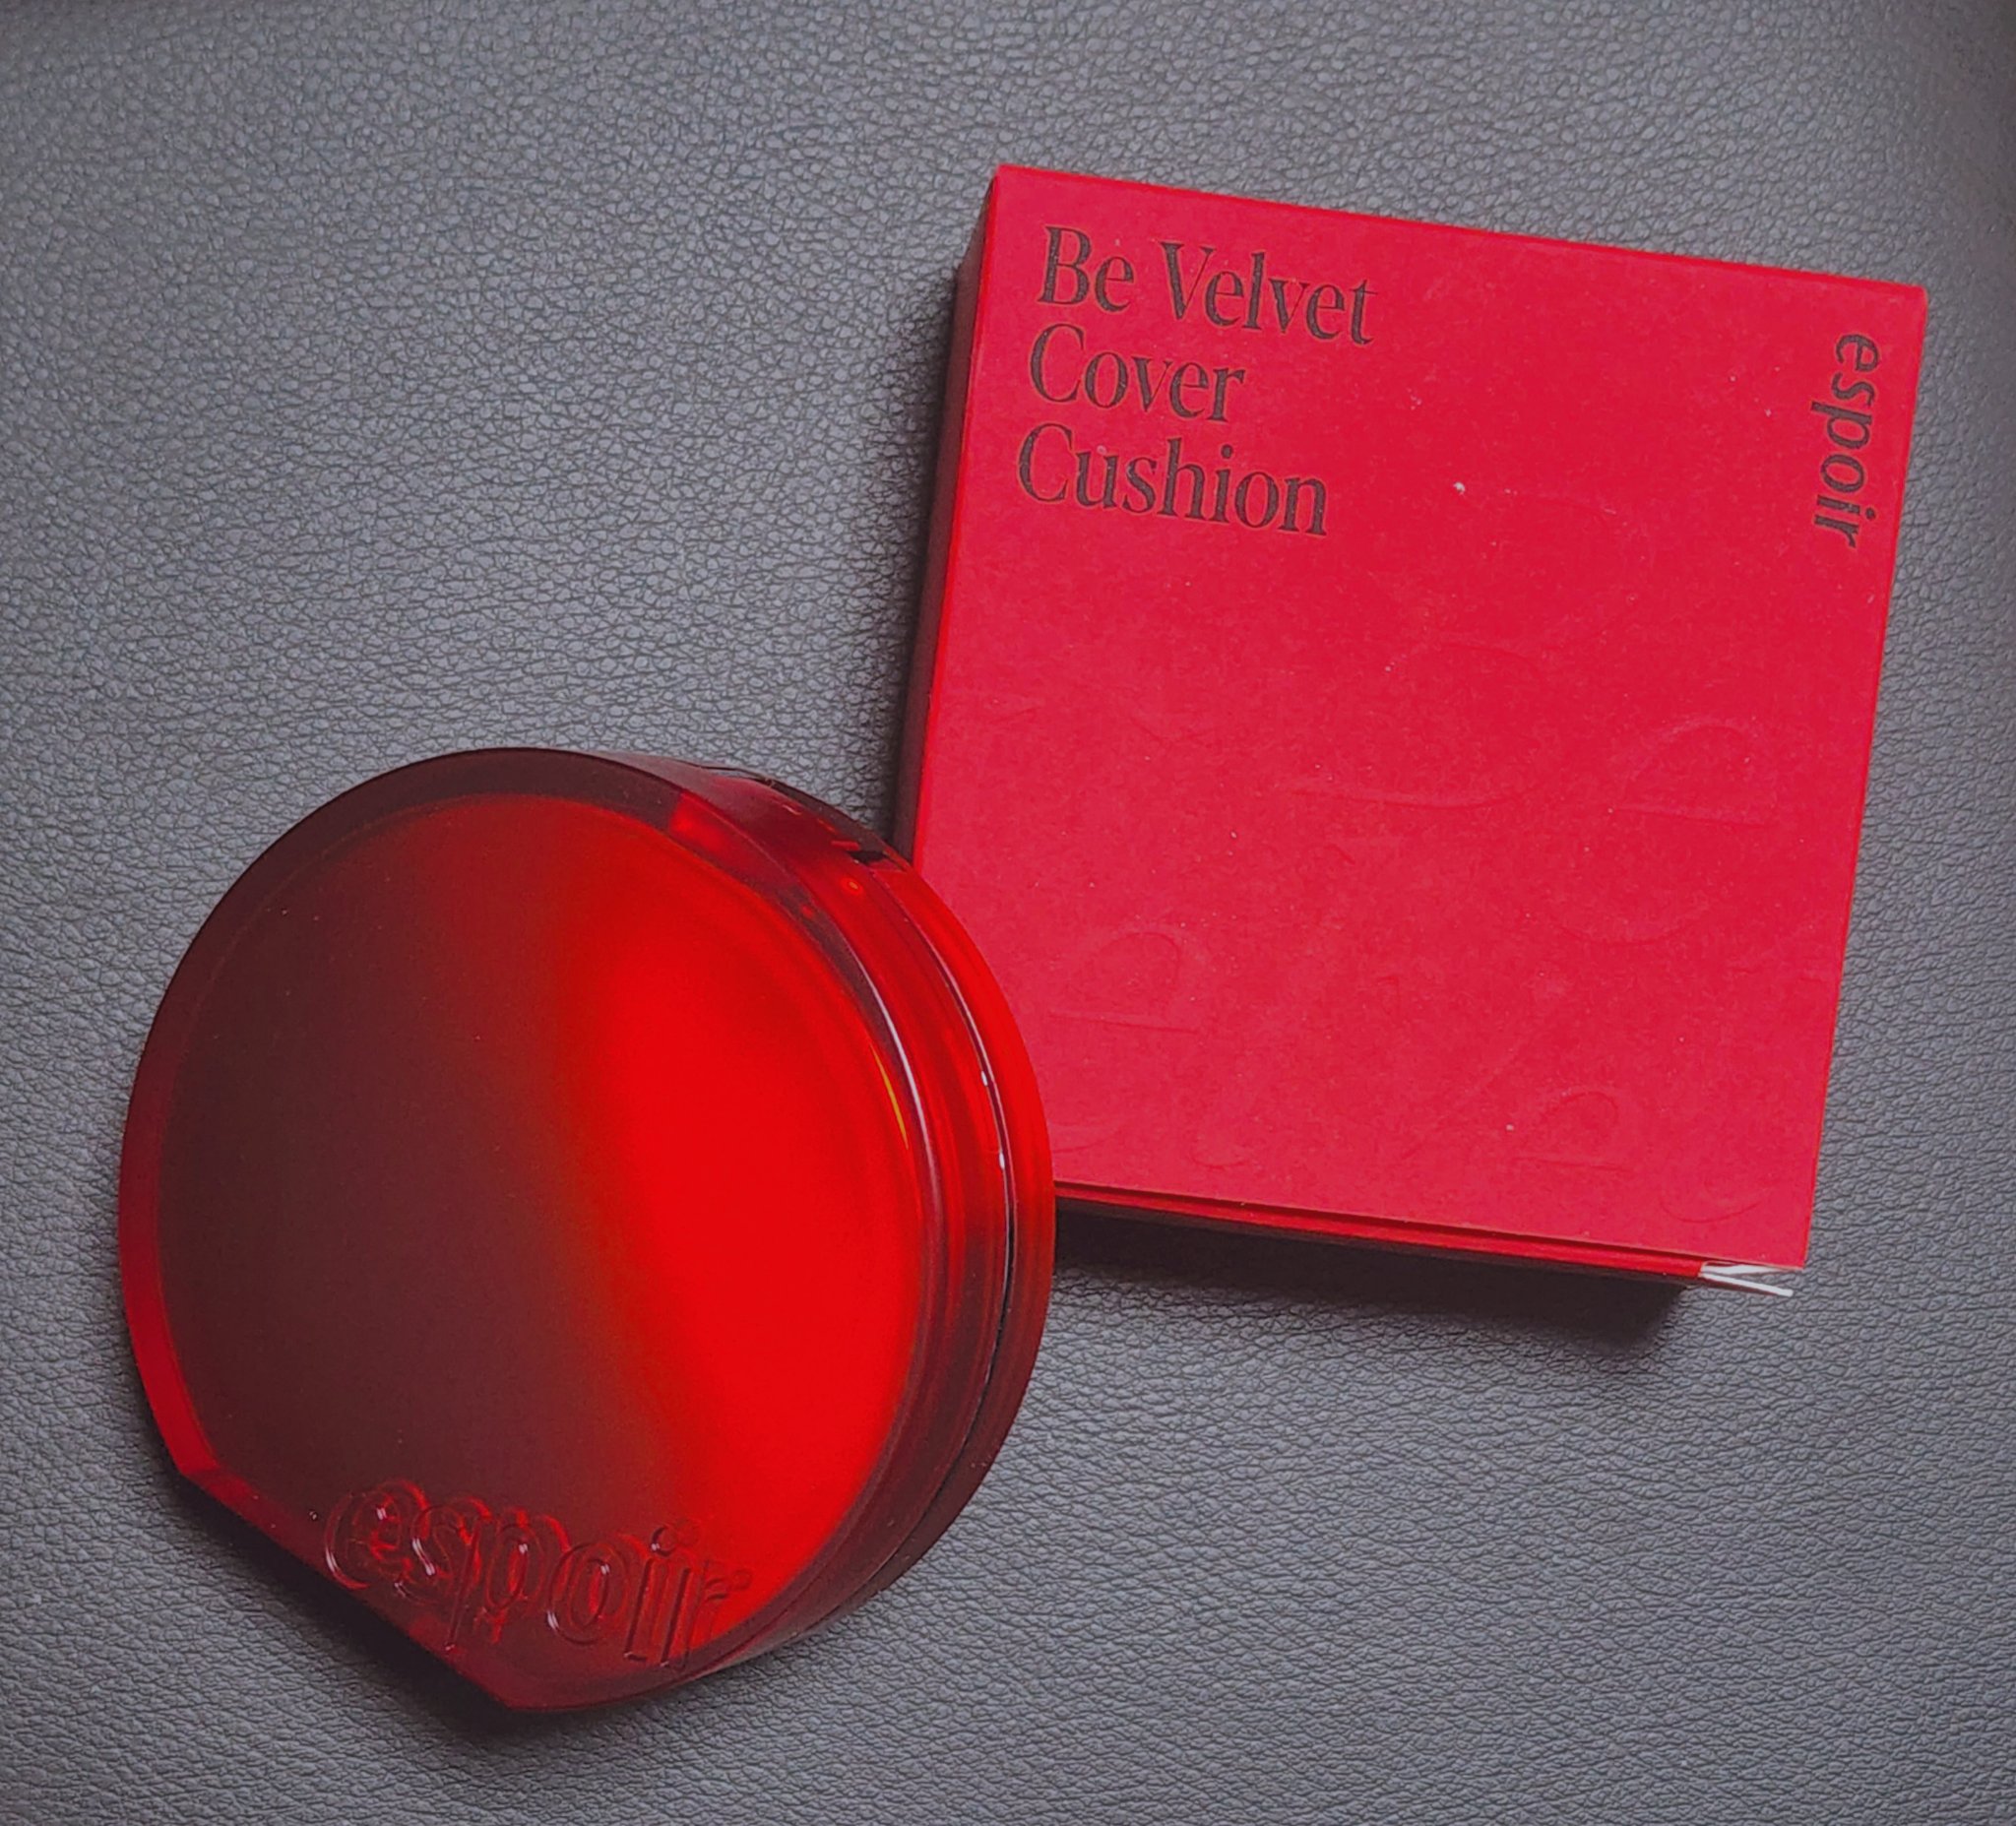 Be Velvet
Cover
Cushion
espoir
espoir